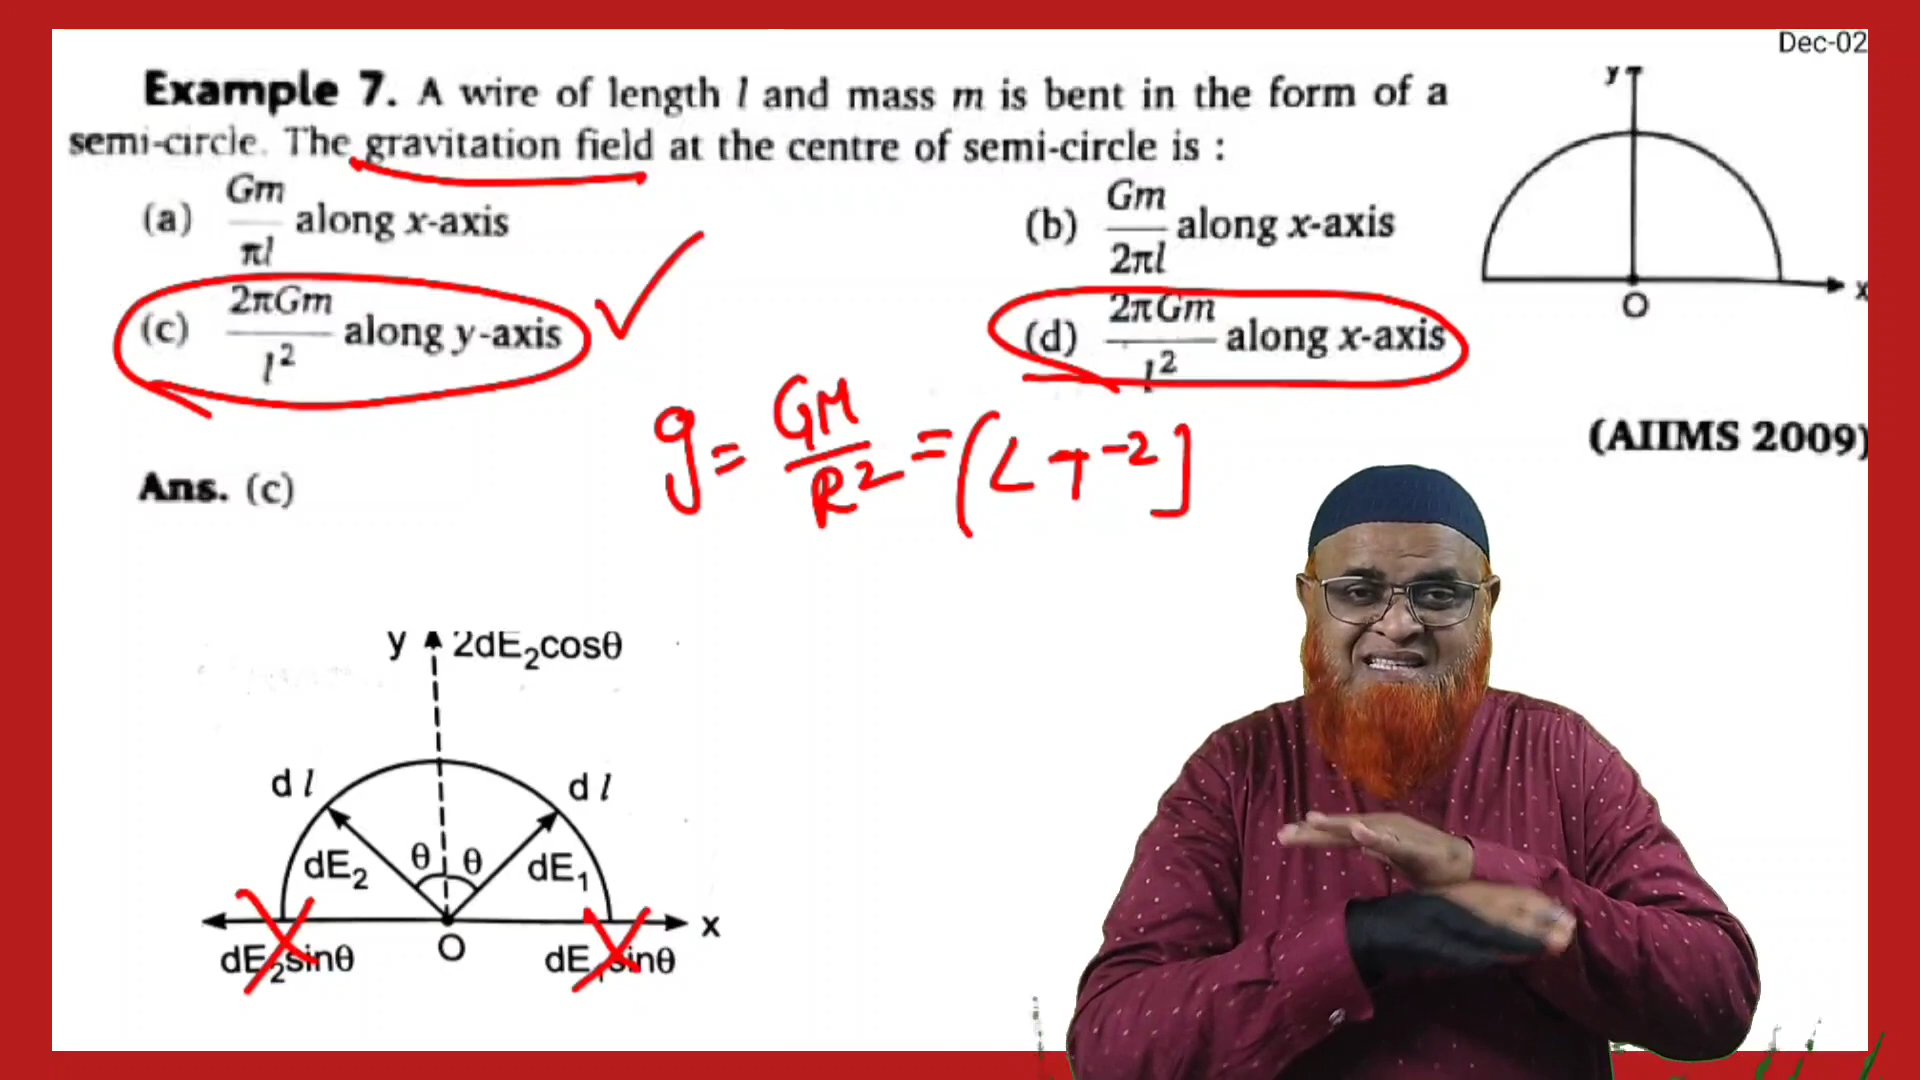 Dec-02
Example 7. A wire of length l and mass m is bent in the form of a
semi-circle. The gravitation field at the centre of semi-circle is :
(a) Gm/πl along x-axis
(b) Gm/2πl along x-axis
(c) 2πGm/l² along y-axis
(d) 2πGm/l² along x-axis
y
x
O
(AIIMS 2009)
g = GM/R² = [LT⁻²]
Ans. (c)
y 2dE₂cosθ
dl dl
dE₂ θ θ dE₁
x
dE₂sinθ O dE₁sinθ